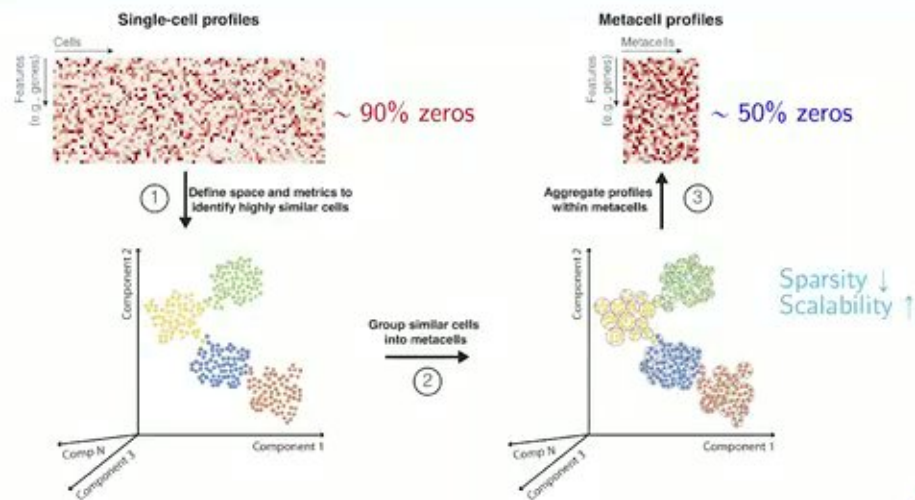 Single-cell profiles
Cells
Features
(e.g., genes)
~ 90% zeros
Metacell profiles
Metacells
Features
(e.g., genes)
~ 50% zeros
1
Define space and metrics to
identify highly similar cells
Aggregate profiles
within metacells
3
Component 2
Component 1
Comp N
Component 3
Group similar cells
into metacells
2
Component 2
Component 1
Comp N
Component 3
Sparsity ↓
Scalability ↑